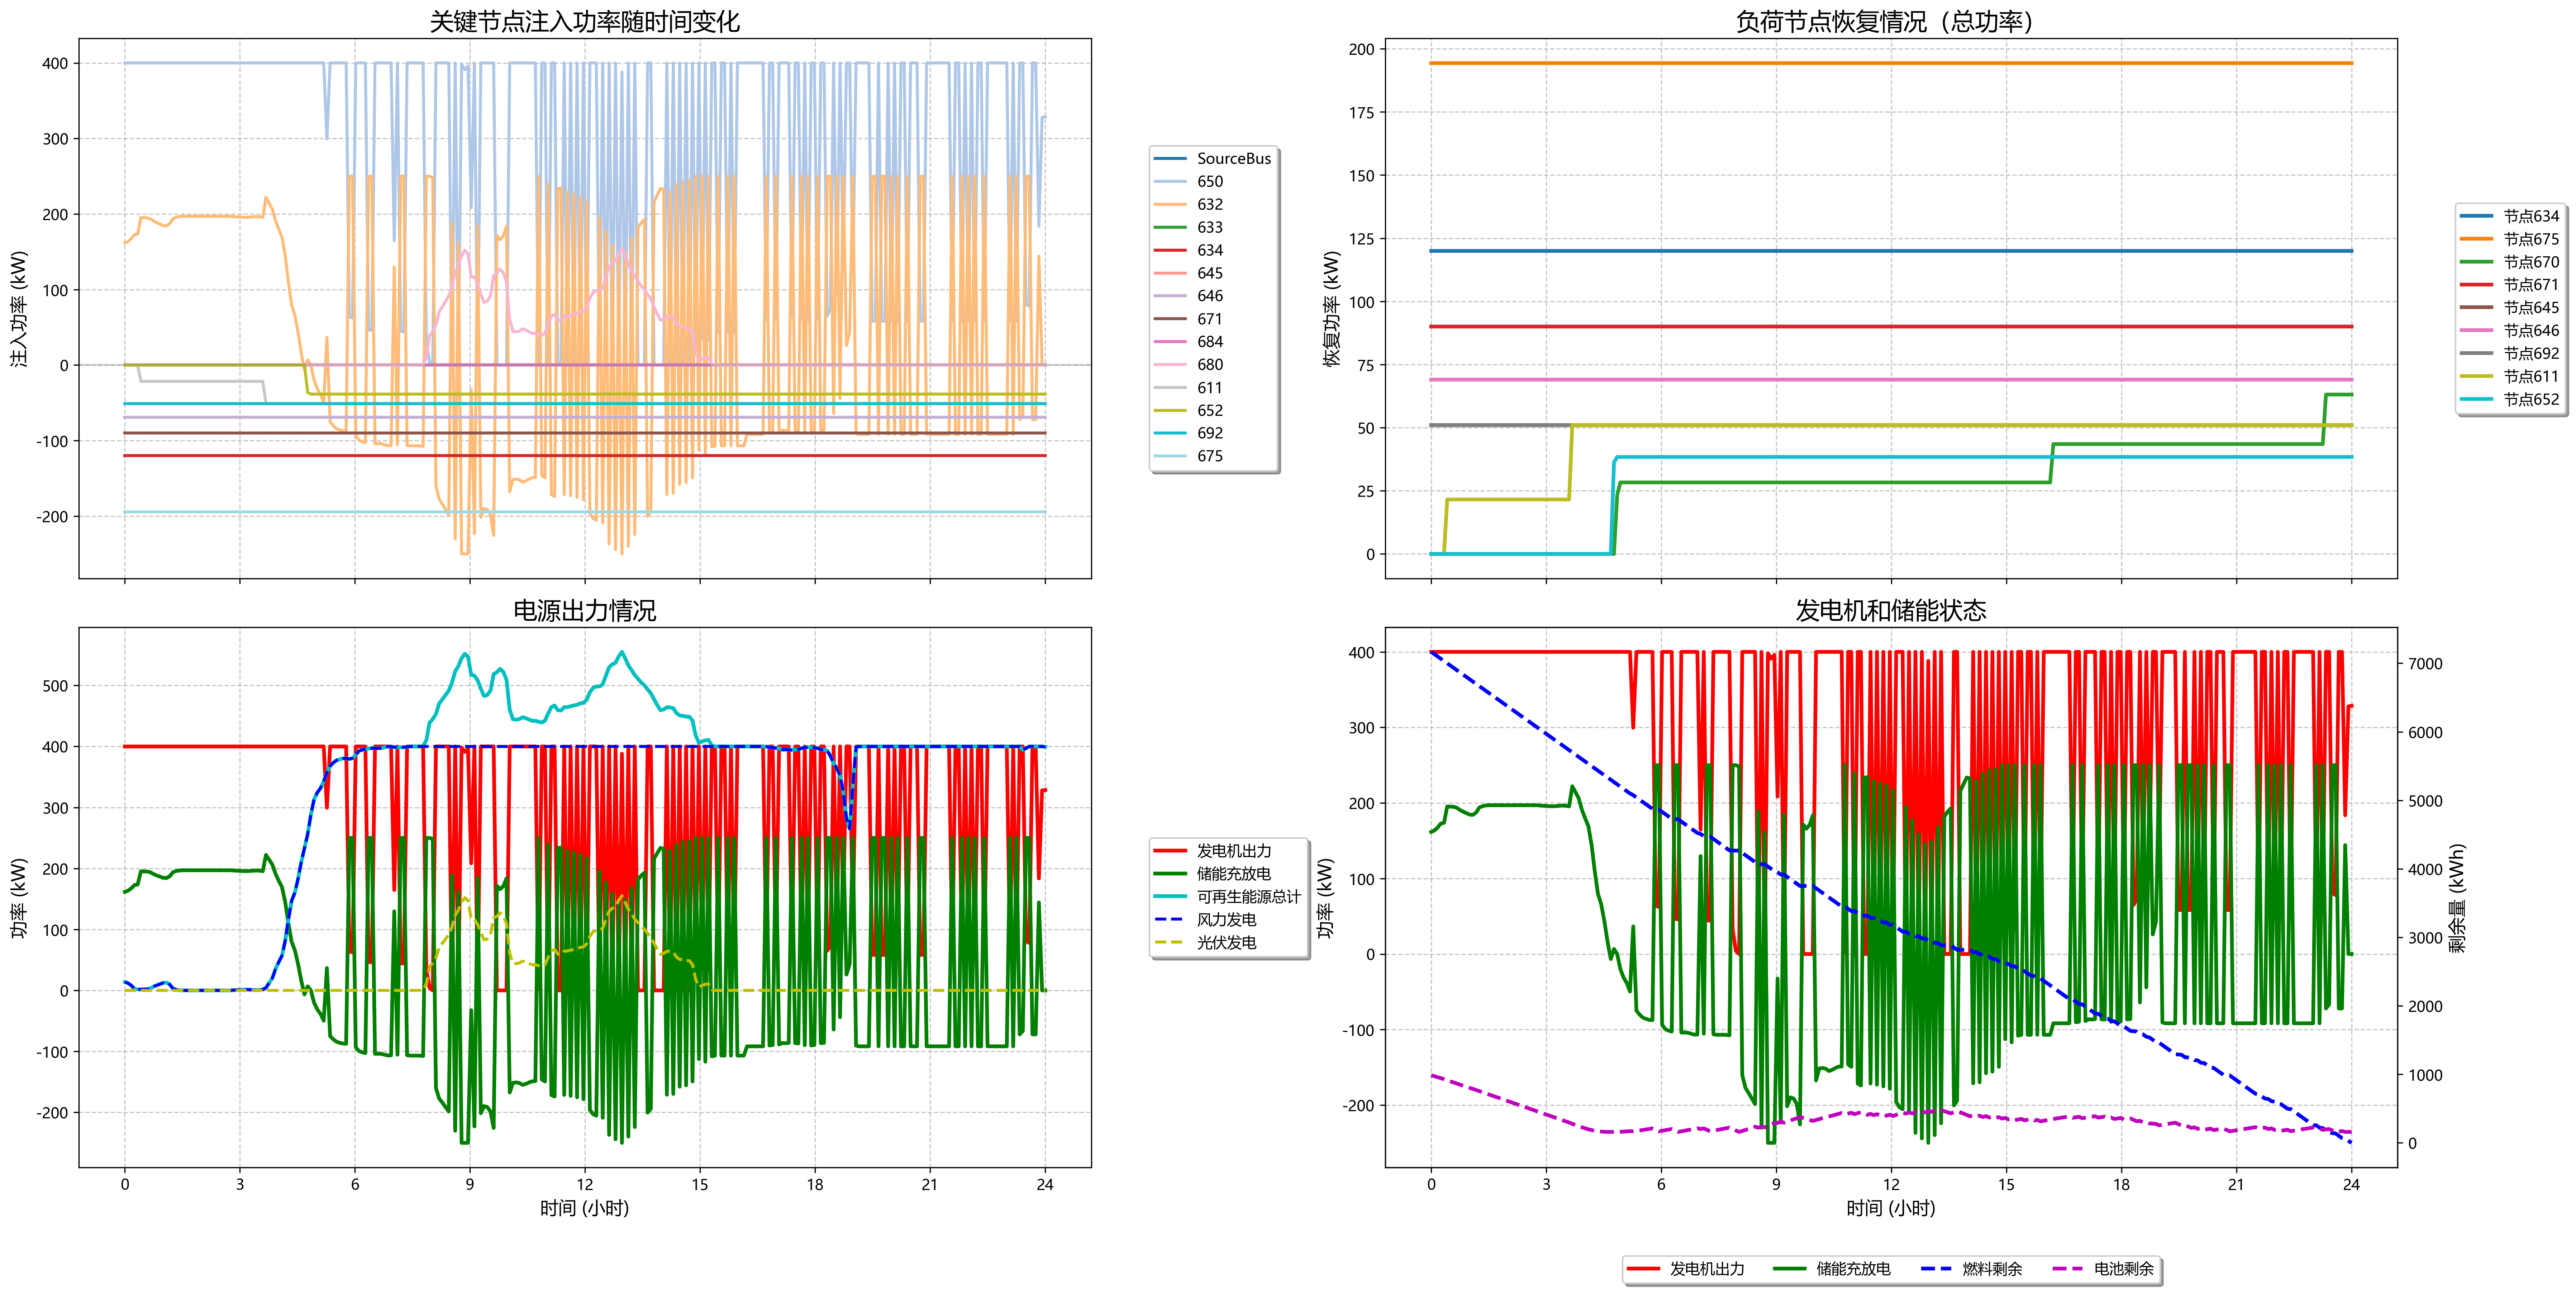 关键节点注入功率随时间变化
注入功率 (kW)
400
300
200
100
0
-100
-200
SourceBus
650
632
633
634
645
646
671
684
680
611
652
692
675
负荷节点恢复情况（总功率）
恢复功率 (kW)
200
175
150
125
100
75
50
25
0
节点634
节点675
节点670
节点671
节点645
节点646
节点692
节点611
节点652
电源出力情况
功率 (kW)
500
400
300
200
100
0
-100
-200
0 3 6 9 12 15 18 21 24
时间 (小时)
发电机出力
储能充放电
可再生能源总计
风力发电
光伏发电
发电机和储能状态
功率 (kW)
400
300
200
100
0
-100
-200
7000
6000
5000
4000
3000
2000
1000
0
剩余量 (kWh)
0 3 6 9 12 15 18 21 24
时间 (小时)
发电机出力 储能充放电 燃料剩余 电池剩余